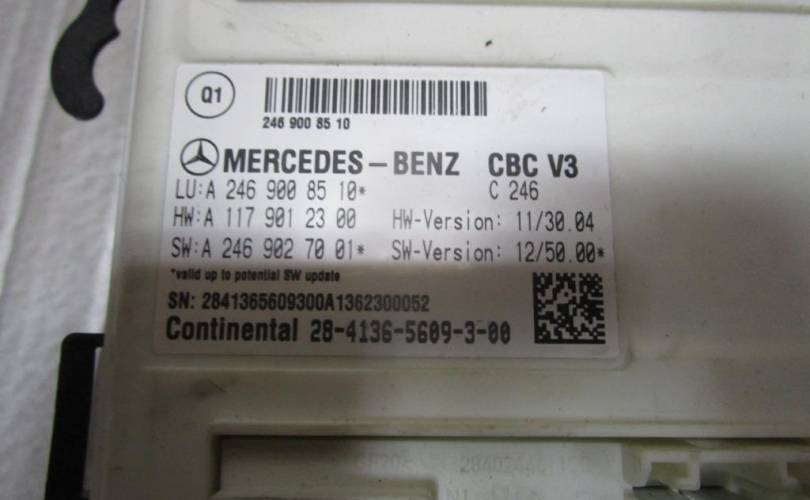 Q1
246 900 85 10
MERCEDES-BENZ CBC V3
LU:A 246 900 85 10* C 246
HW:A 117 901 23 00 HW-Version: 11/30.04
SW:A 246 902 70 01* SW-Version: 12/50.00*
*valid up to potential SW update
SN: 2841365609300A1362300052
Continental 28-4136-5609-3-00